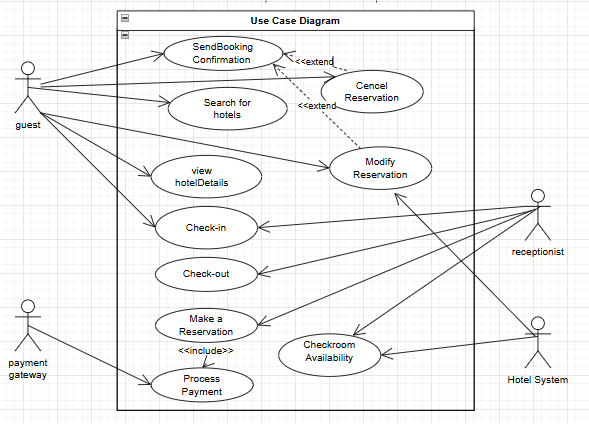 Use Case Diagram
SendBooking
Confirmation
<<extend
Cencel
Reservation
<<extend
Search for
hotels
guest
view
hotelDetails
Modify
Reservation
Check-in
receptionist
Check-out
Make a
Reservation
<<include>>
Checkroom
Availability
payment
gateway
Process
Payment
Hotel System